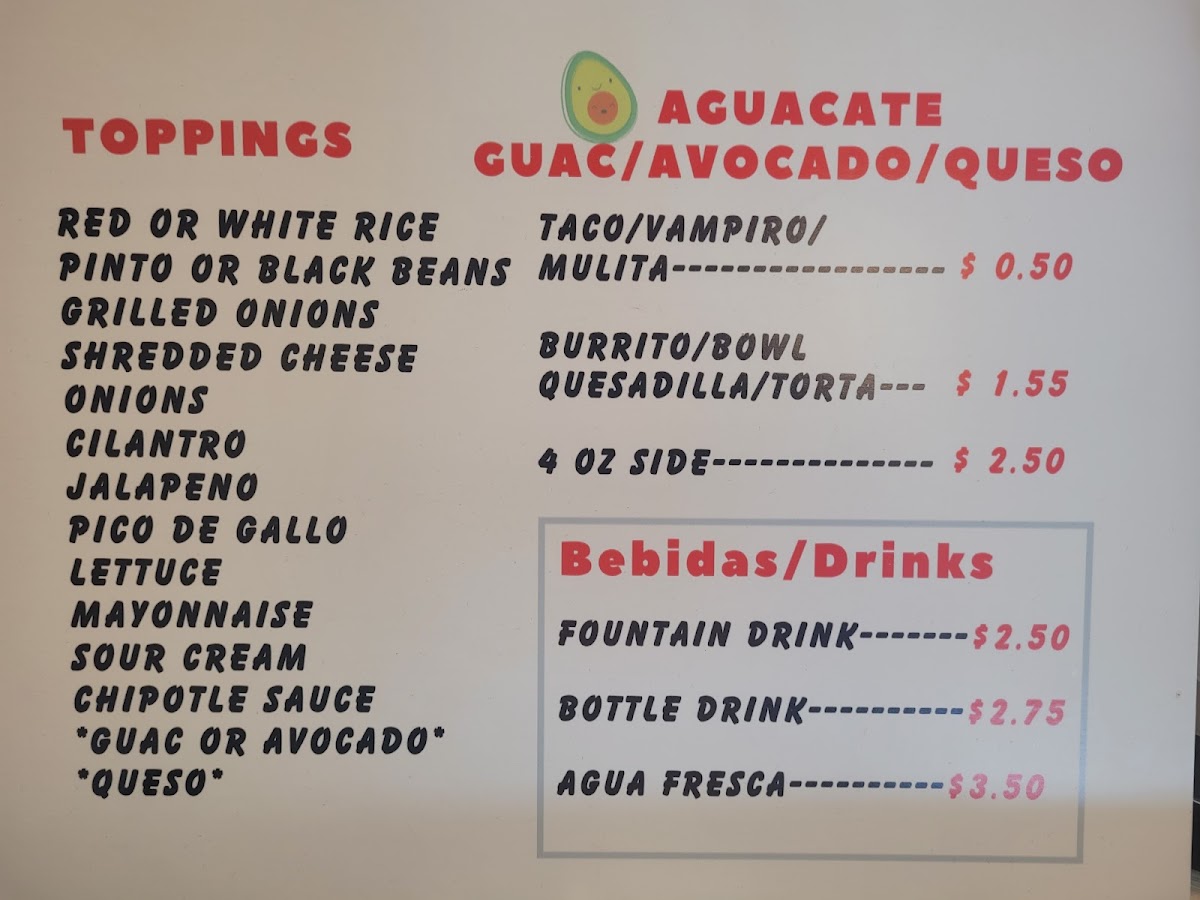 TOPPINGS
RED OR WHITE RICE
PINTO OR BLACK BEANS
GRILLED ONIONS
SHREDDED CHEESE
ONIONS
CILANTRO
JALAPENO
PICO DE GALLO
LETTUCE
MAYONNAISE
SOUR CREAM
CHIPOTLE SAUCE
*GUAC OR AVOCADO*
*QUESO*
AGUACATE
GUAC/AVOCADO/QUESO
TACO/VAMPIRO/
MULITA----------------- $ 0.50
BURRITO/BOWL
QUESADILLA/TORTA--- $ 1.55
4 OZ SIDE-------------- $ 2.50
Bebidas/Drinks
FOUNTAIN DRINK-------$2.50
BOTTLE DRINK----------$2.75
AGUA FRESCA----------$3.50